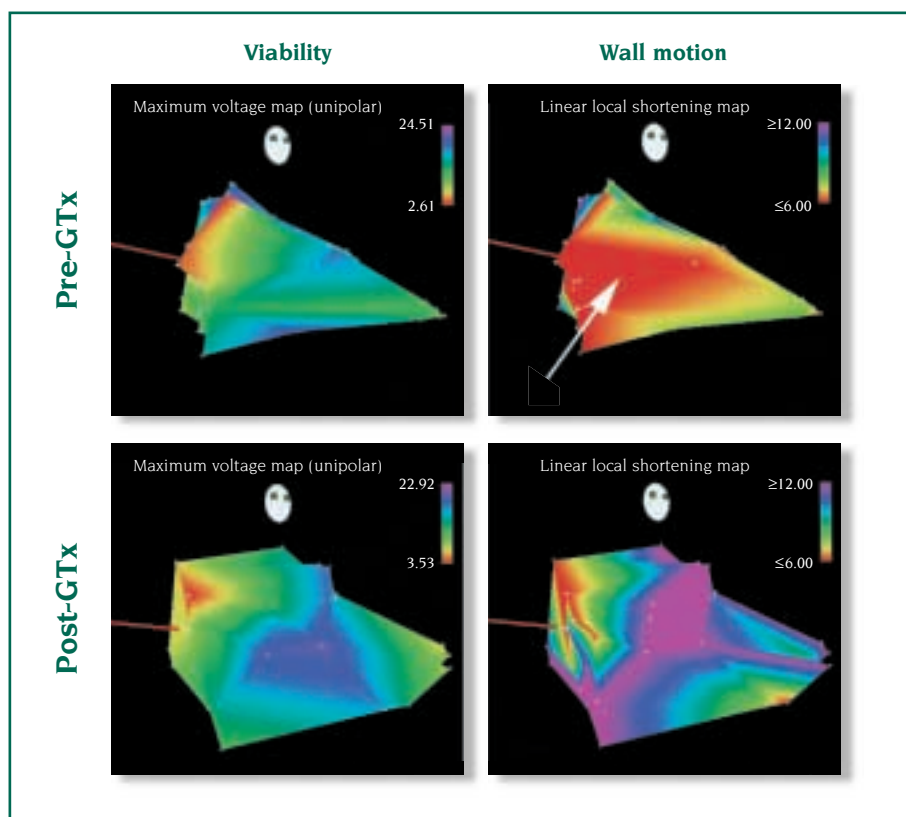 Viability
Wall motion
Pre-GTx
Maximum voltage map (unipolar)
24.51
2.61
Linear local shortening map
≥12.00
≤6.00
Post-GTx
Maximum voltage map (unipolar)
22.92
3.53
Linear local shortening map
≥12.00
≤6.00